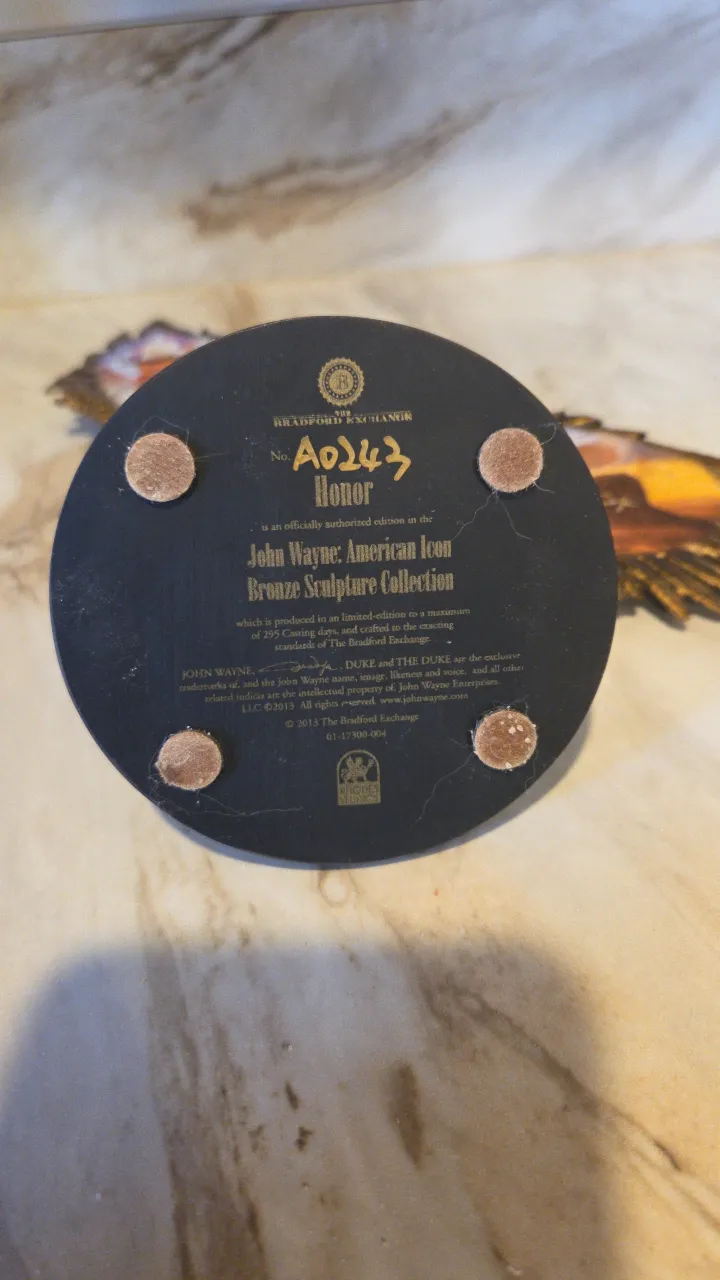 B
THE
BRADFORD EXCHANGE
No. A0243
Honor
is an officially authorized edition in the
John Wayne: American Icon
Bronze Sculpture Collection
which is produced in an limited-edition to a maximum
of 295 Casting days, and crafted to the exacting
standards of The Bradford Exchange.
JOHN WAYNE, , DUKE and THE DUKE are the exclusive
trademarks of, and the John Wayne name, image, likeness and voice, and all other
related indicia are the intellectual property of, John Wayne Enterprises,
LLC ©2013 All rights reserved. www.johnwayne.com
© 2013 The Bradford Exchange
01-17300-004